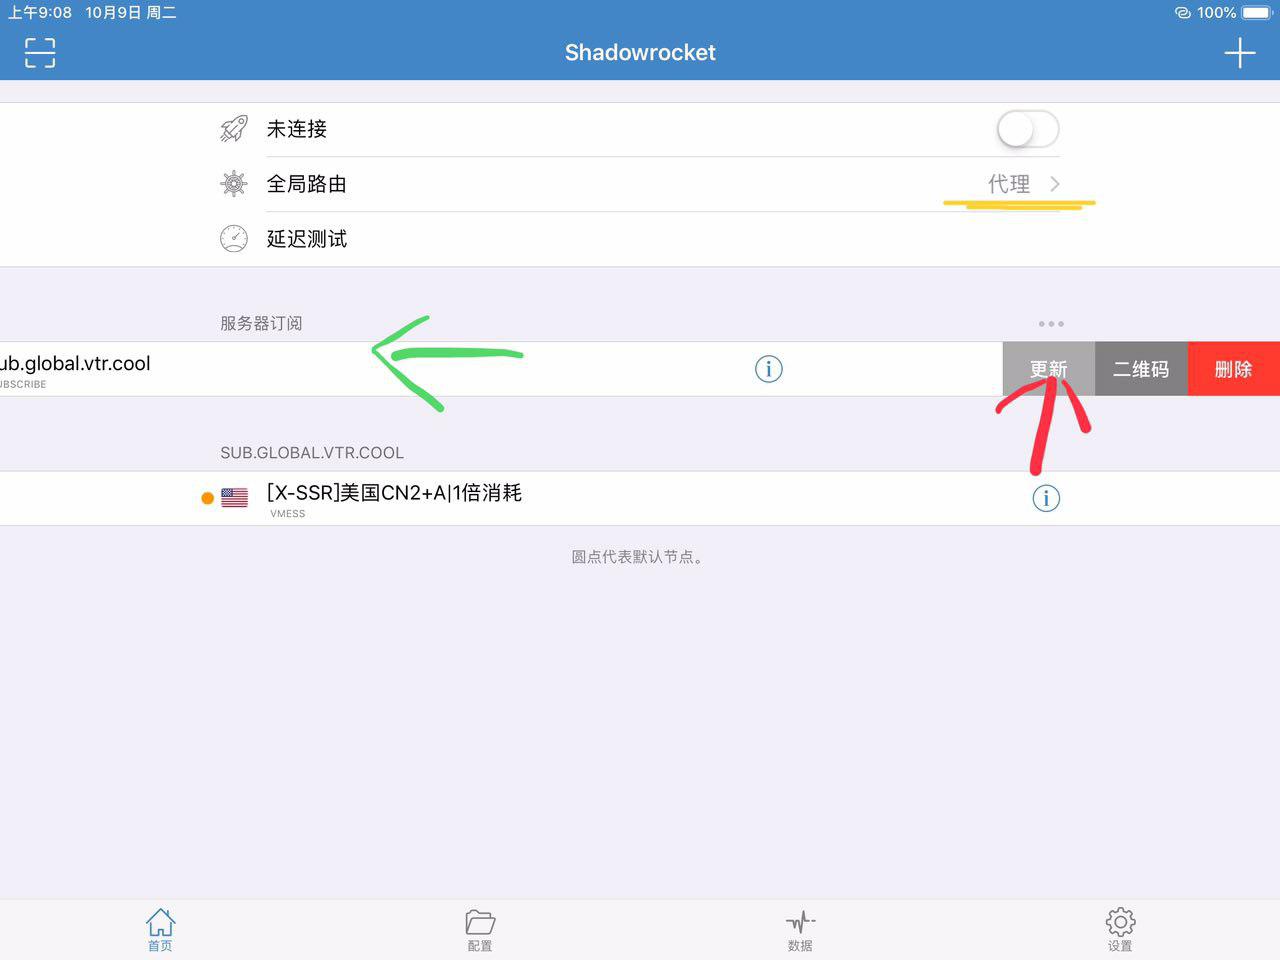 上午9:08 10月9日 周二 100%
Shadowrocket
未连接
全局路由 代理
延迟测试
服务器订阅
ub.global.vtr.cool 更新 二维码 删除
UBSCRIBE
SUB.GLOBAL.VTR.COOL
[X-SSR]美国CN2+A|1倍消耗
VMESS
圆点代表默认节点。
首页 配置 数据 设置